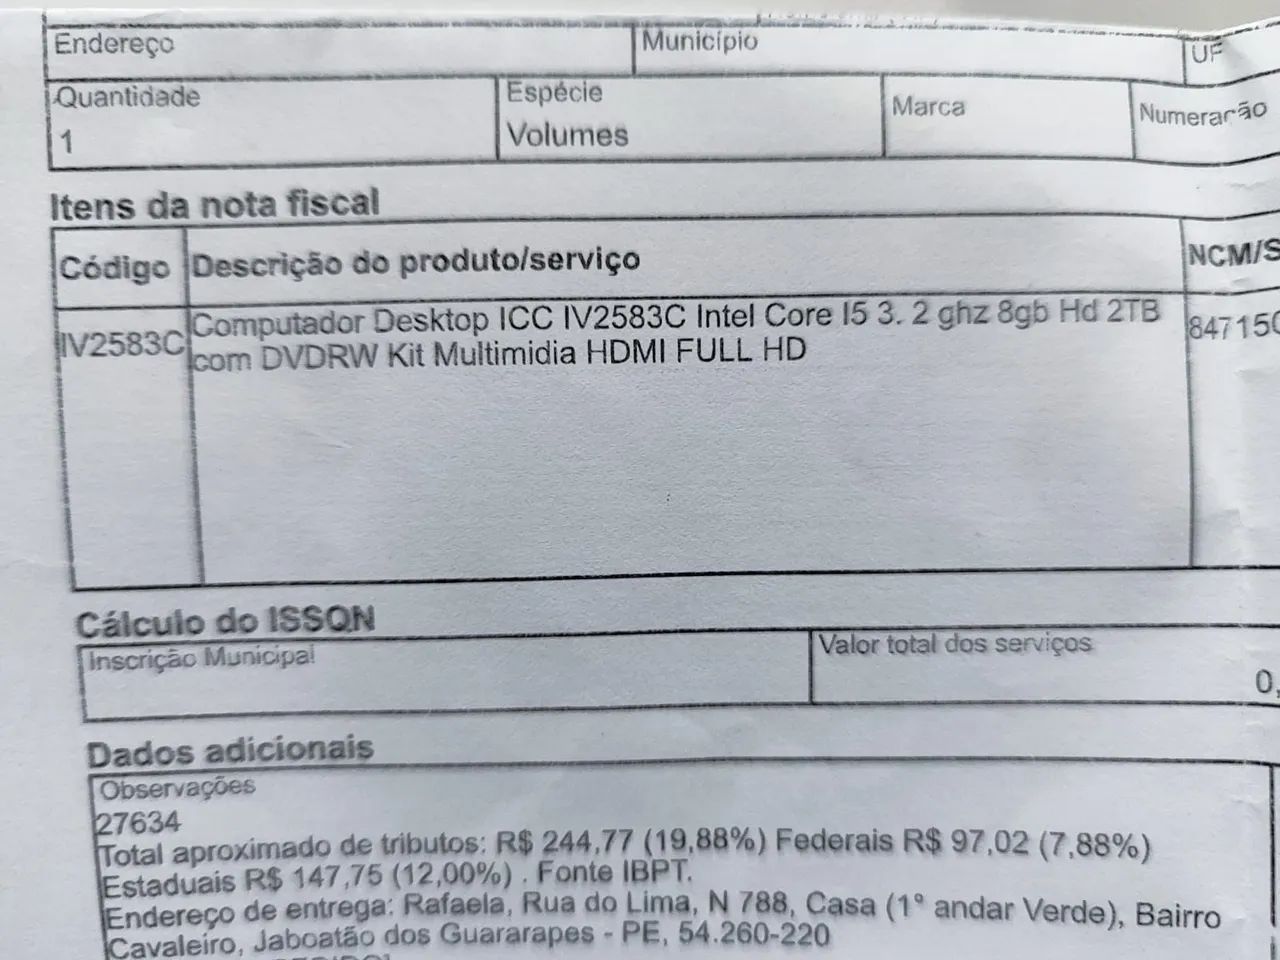 Endereço Município UF
Quantidade Espécie Marca Numeração
1 Volumes
Itens da nota fiscal
Código Descrição do produto/serviço NCM/S
IV2583C Computador Desktop ICC IV2583C Intel Core I5 3. 2 ghz 8gb Hd 2TB 847150
com DVDRW Kit Multimidia HDMI FULL HD
Cálculo do ISSQN
Inscrição Municipal Valor total dos serviços
0,
Dados adicionais
Observações
27634
Total aproximado de tributos: R$ 244,77 (19,88%) Federais R$ 97,02 (7,88%)
Estaduais R$ 147,75 (12,00%) . Fonte IBPT.
Endereço de entrega: Rafaela, Rua do Lima, N 788, Casa (1º andar Verde), Bairro
Cavaleiro, Jaboatão dos Guararapes - PE, 54.260-220